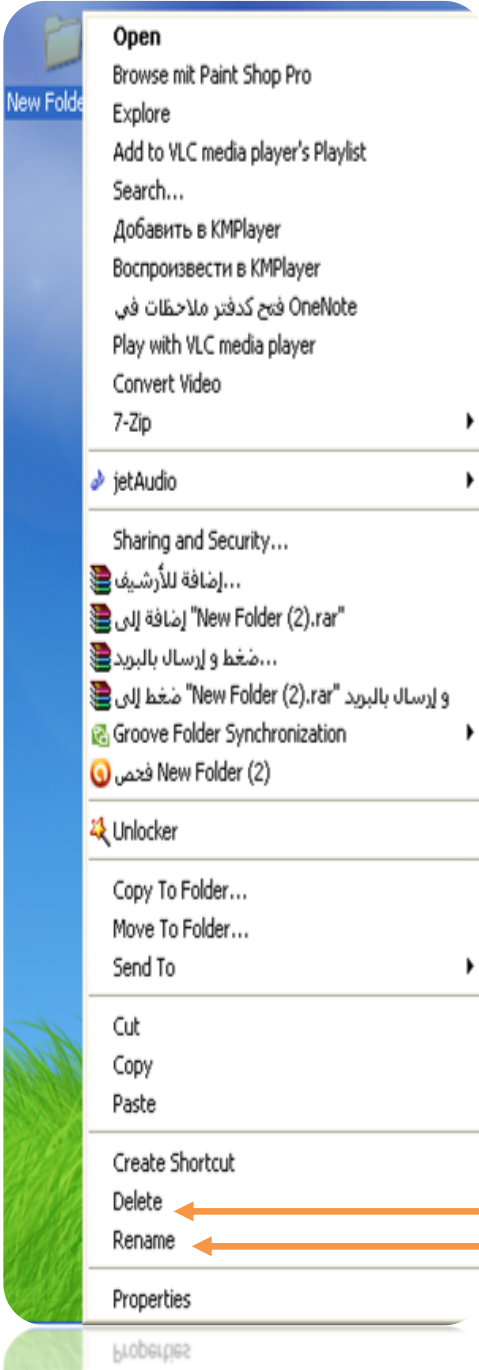 New Folde
Open
Browse mit Paint Shop Pro
Explore
Add to VLC media player's Playlist
Search...
Добавить в KMPlayer
Воспроизвести в KMPlayer
فتح كدفتر ملاحظات في OneNote
Play with VLC media player
Convert Video
7-Zip
jetAudio
Sharing and Security...
إضافة للأرشيف...
إضافة إلى "New Folder (2).rar"
ضغط و إرسال بالبريد...
ضغط إلى "New Folder (2).rar" و إرسال بالبريد
Groove Folder Synchronization
فحص New Folder (2)
Unlocker
Copy To Folder...
Move To Folder...
Send To
Cut
Copy
Paste
Create Shortcut
Delete
Rename
Properties